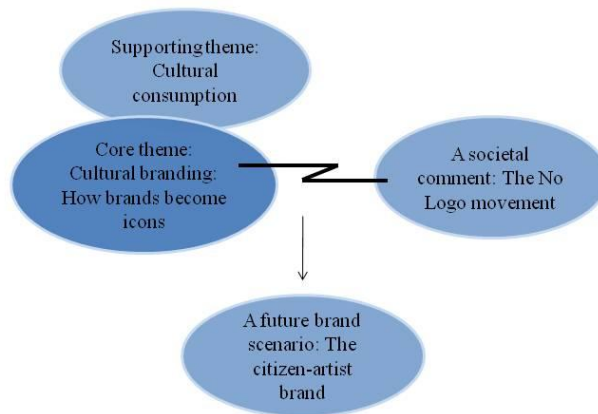 Supporting theme:
Cultural
consumption
Core theme:
Cultural branding:
How brands become
icons
A societal
comment: The No
Logo movement
A future brand
scenario: The
citizen-artist
brand